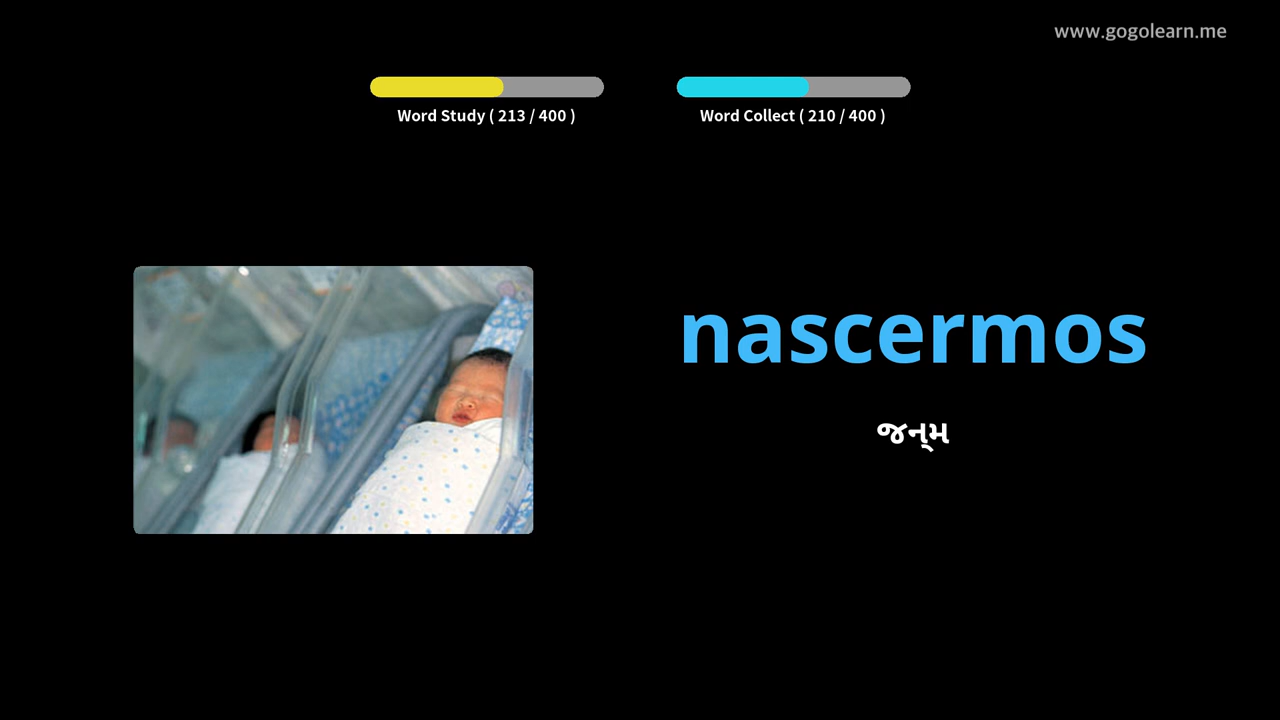 www.gogolearn.me
Word Study ( 213 / 400 )
Word Collect ( 210 / 400 )
nascermos
જન્મ